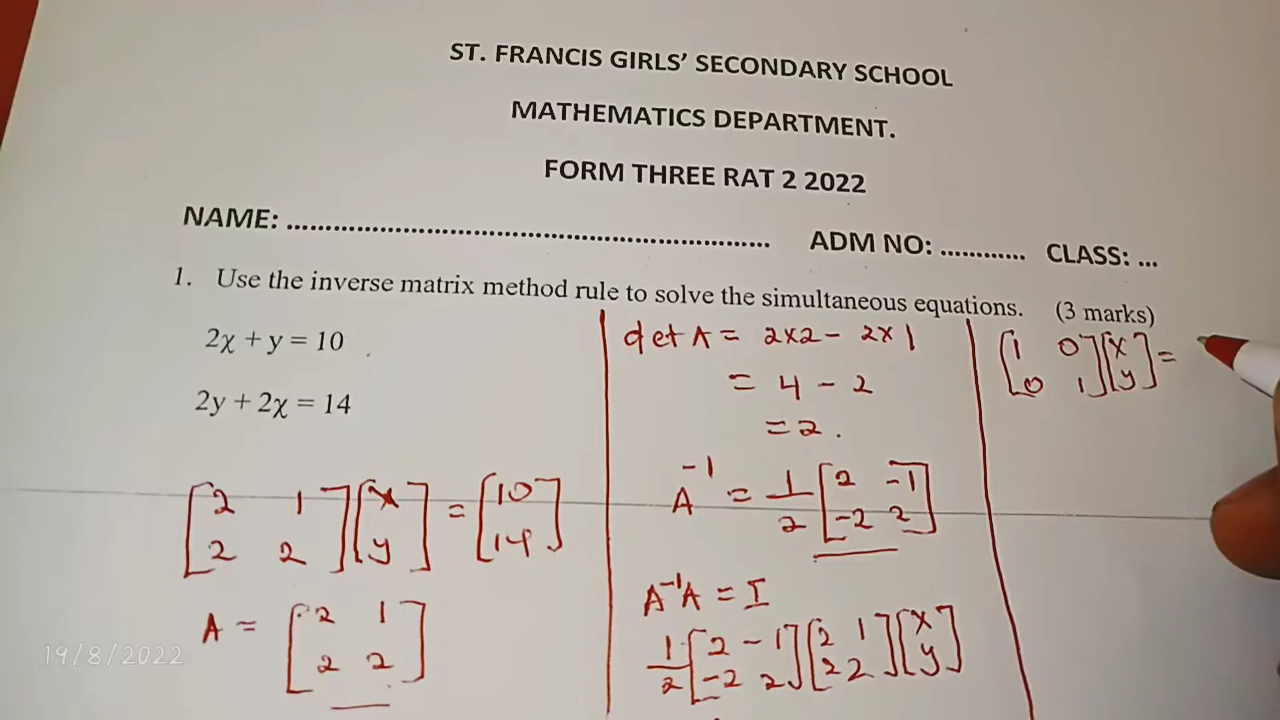 ST. FRANCIS GIRLS' SECONDARY SCHOOL
MATHEMATICS DEPARTMENT.
FORM THREE RAT 2 2022
NAME: ................................................................ ADM NO: ............ CLASS: ...
1. Use the inverse matrix method rule to solve the simultaneous equations. (3 marks)
2χ + y = 10
2y + 2χ = 14
[2 1
2 2] [x
y] = [10
14]
A = [2 1
2 2]
det A = 2x2 - 2x1
= 4 - 2
= 2.
A⁻¹ = 1/2 [2 -1
-2 2]
A⁻¹A = I
1/2 [2 -1
-2 2] [2 1
2 2] [x
y]
[1 0
0 1] [x
y] =
19/8/2022